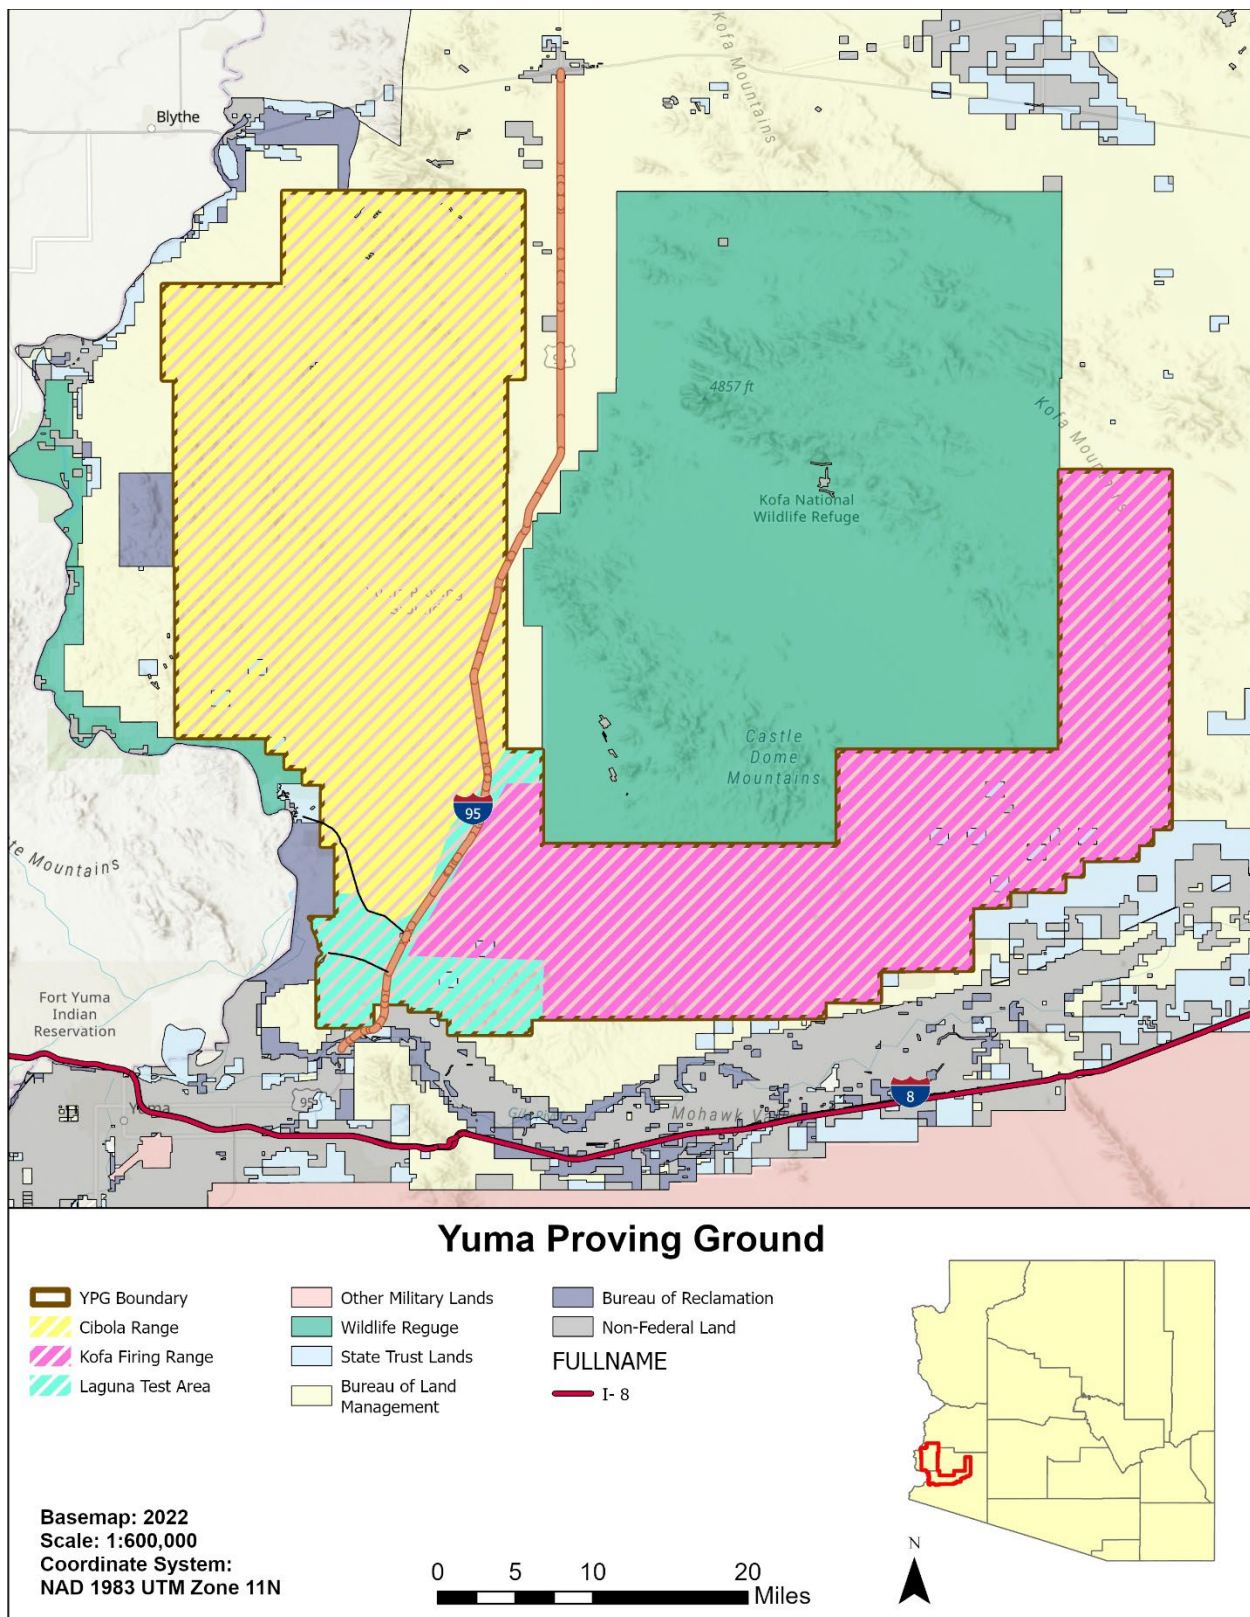 Kofa Mountains
Blythe
95
4857 ft
Kofa Mountains
Kofa National
Wildlife Refuge
Castle
Dome
Mountains
95
te Mountains
Fort Yuma
Indian
Reservation
95
Yuma
8
Mohawk Val
Yuma Proving Ground
YPG Boundary
Cibola Range
Kofa Firing Range
Laguna Test Area
Other Military Lands
Wildlife Reguge
State Trust Lands
Bureau of Land
Management
Bureau of Reclamation
Non-Federal Land
FULLNAME
I- 8
Basemap: 2022
Scale: 1:600,000
Coordinate System:
NAD 1983 UTM Zone 11N
0 5 10 20
Miles
N